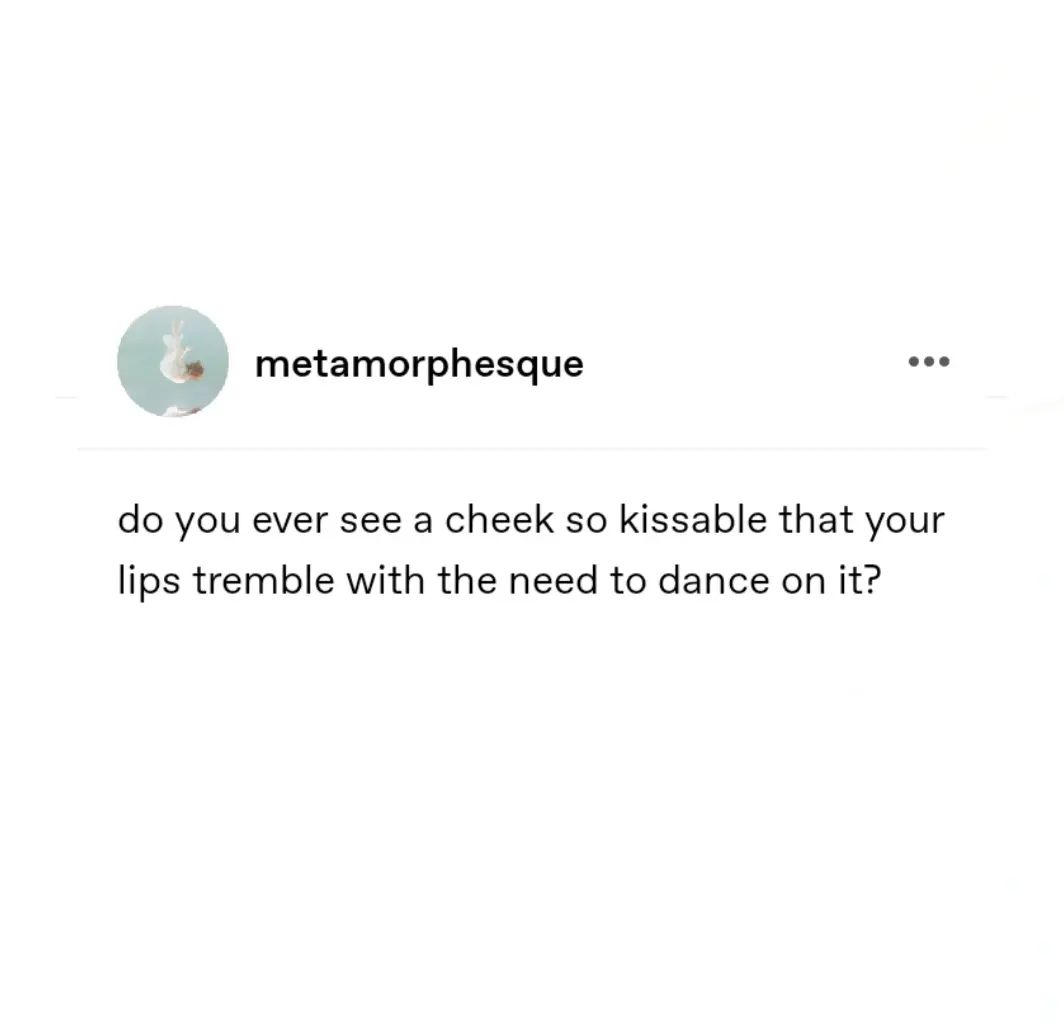 metamorphesque
do you ever see a cheek so kissable that your
lips tremble with the need to dance on it?